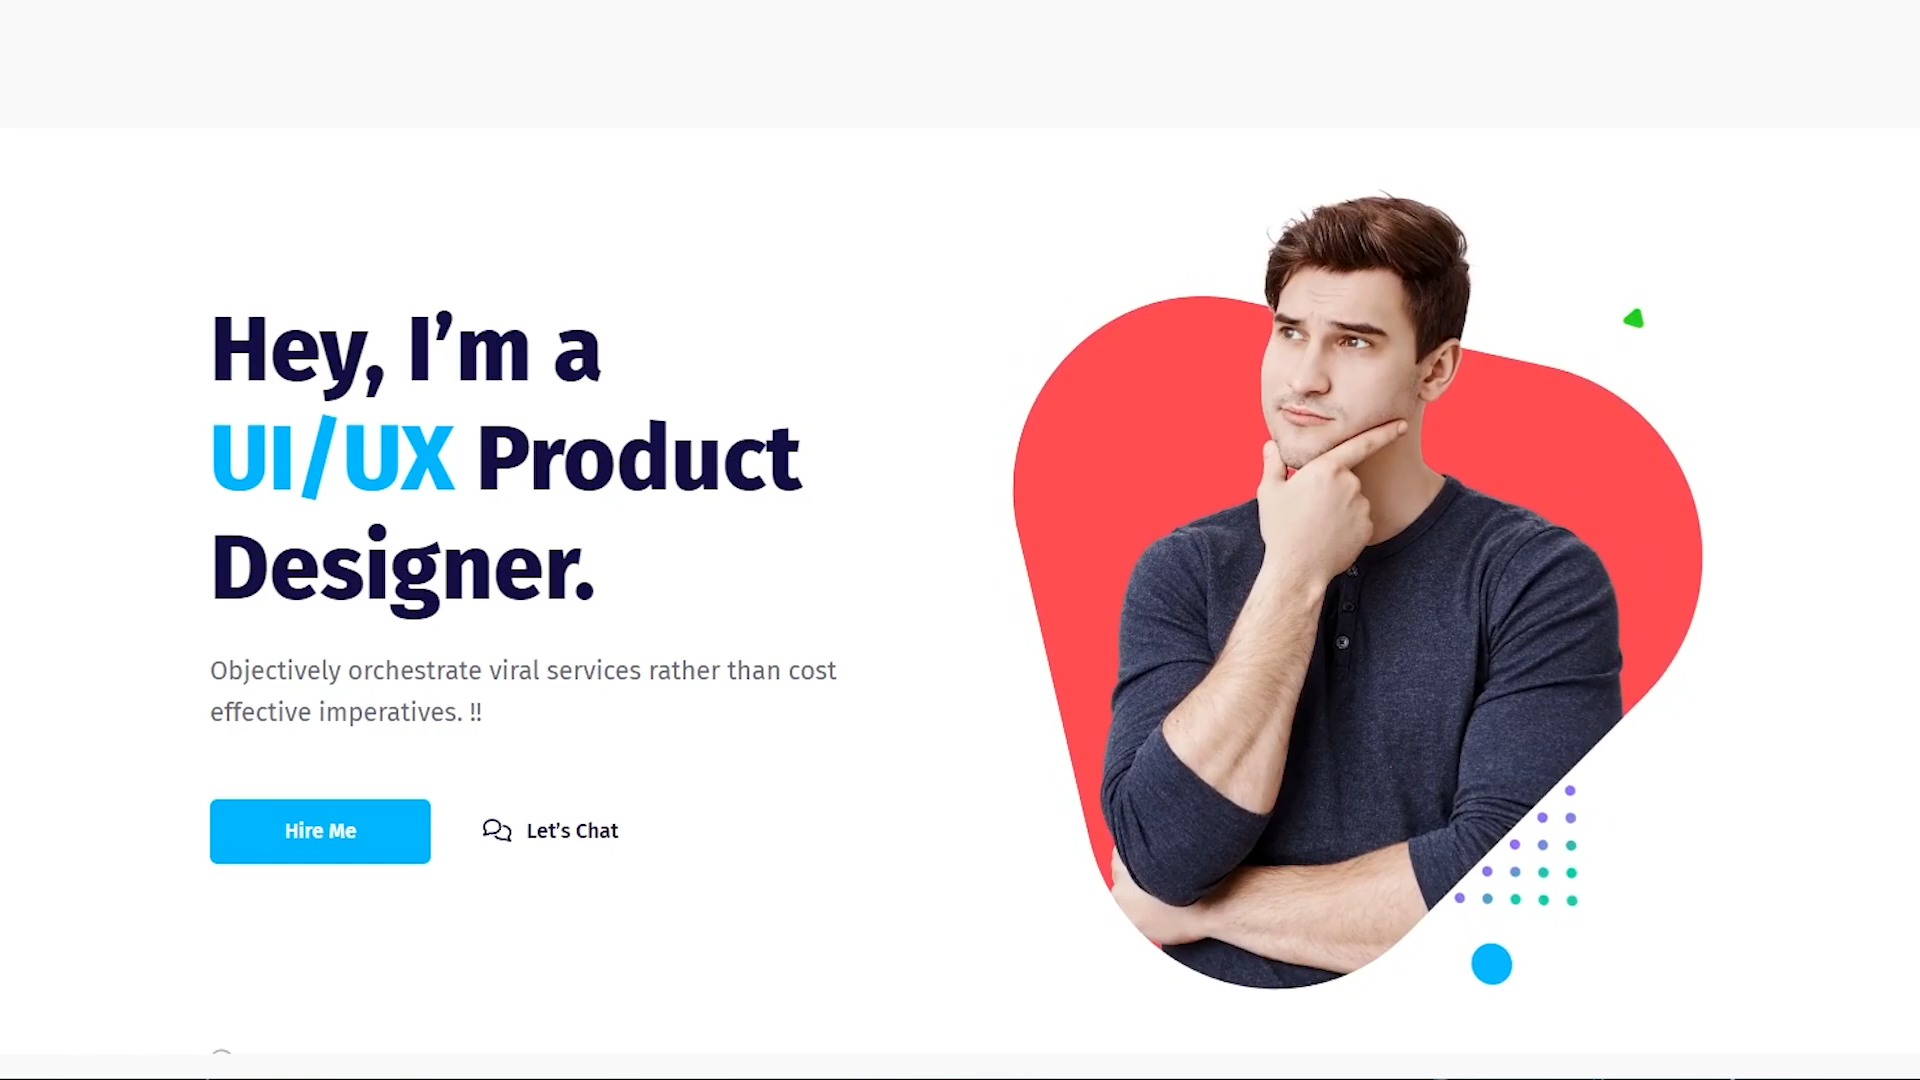 Hey, I’m a
UI/UX Product
Designer.
Objectively orchestrate viral services rather than cost
effective imperatives. !!
Hire Me
Let’s Chat